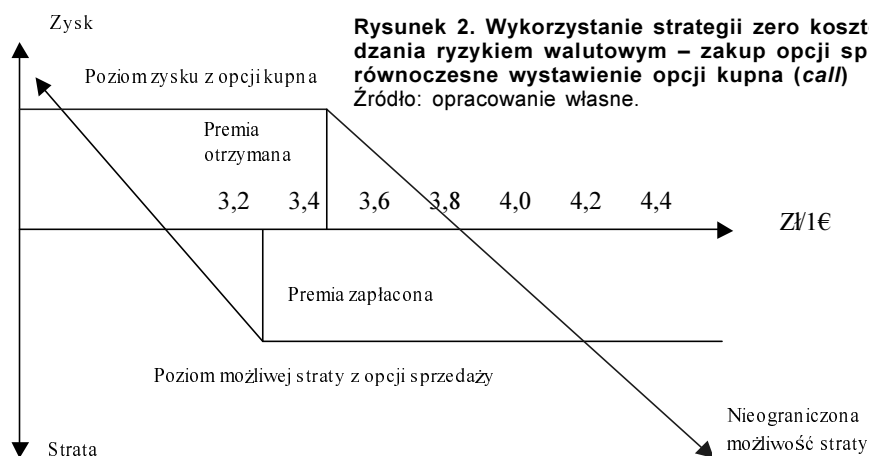 Zysk
Rysunek 2. Wykorzystanie strategii zero koszt
dzania ryzykiem walutowym – zakup opcji sp
równoczesne wystawienie opcji kupna (call)
Źródło: opracowanie własne.
Poziom zysku z opcji kupna
Premia
otrzymana
3,2 3,4 3,6 3,8 4,0 4,2 4,4
Zł/1€
Premia zapłacona
Poziom możliwej straty z opcji sprzedaży
Nieograniczona
możliwość straty
Strata